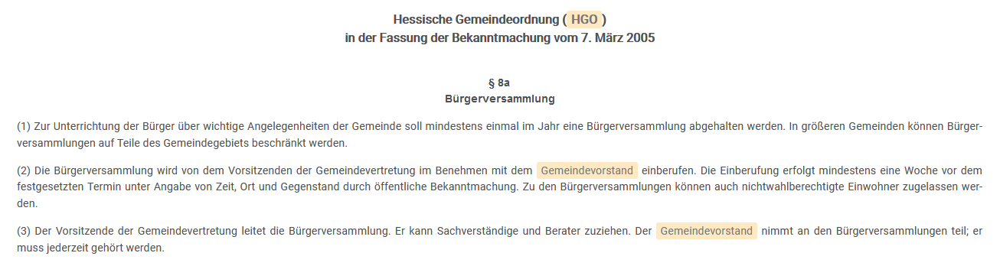 Hessische Gemeindeordnung ( HGO )
in der Fassung der Bekanntmachung vom 7. März 2005
§ 8a
Bürgerversammlung
(1) Zur Unterrichtung der Bürger über wichtige Angelegenheiten der Gemeinde soll mindestens einmal im Jahr eine Bürgerversammlung abgehalten werden. In größeren Gemeinden können Bürger-
versammlungen auf Teile des Gemeindegebiets beschränkt werden.
(2) Die Bürgerversammlung wird von dem Vorsitzenden der Gemeindevertretung im Benehmen mit dem Gemeindevorstand einberufen. Die Einberufung erfolgt mindestens eine Woche vor dem
festgesetzten Termin unter Angabe von Zeit, Ort und Gegenstand durch öffentliche Bekanntmachung. Zu den Bürgerversammlungen können auch nichtwahlberechtigte Einwohner zugelassen wer-
den.
(3) Der Vorsitzende der Gemeindevertretung leitet die Bürgerversammlung. Er kann Sachverständige und Berater zuziehen. Der Gemeindevorstand nimmt an den Bürgerversammlungen teil; er
muss jederzeit gehört werden.